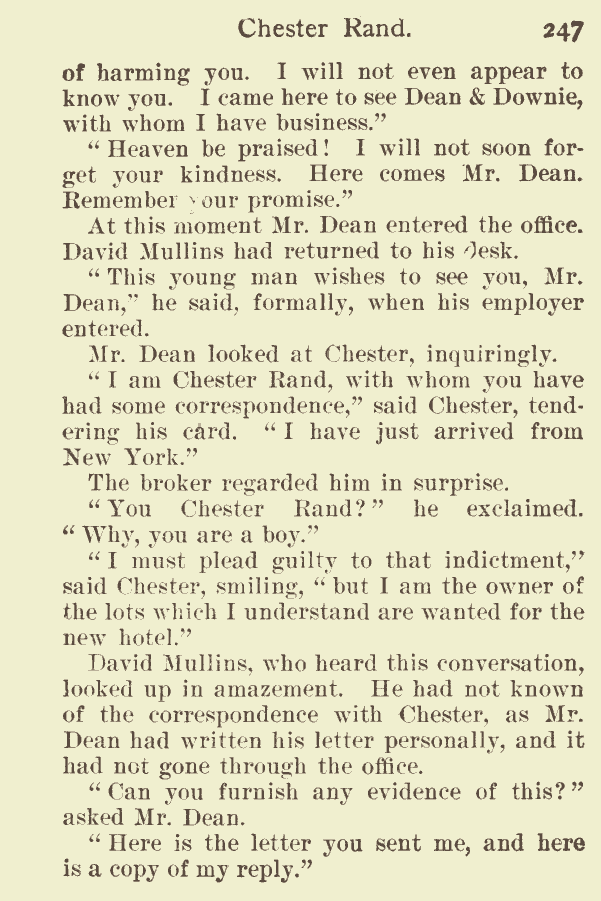 Chester Rand. 247
of harming you. I will not even appear to
know you. I came here to see Dean & Downie,
with whom I have business.”
“ Heaven be praised! I will not soon for-
get your kindness. Here comes Mr. Dean.
Remember your promise.”
At this moment Mr. Dean entered the office.
David Mullins had returned to his desk.
“ This young man wishes to see you, Mr.
Dean,” he said, formally, when his employer
entered.
Mr. Dean looked at Chester, inquiringly.
“ I am Chester Rand, with whom you have
had some correspondence,” said Chester, tend-
ering his card. “ I have just arrived from
New York.”
The broker regarded him in surprise.
“ You Chester Rand? ” he exclaimed.
“ Why, you are a boy.”
“ I must plead guilty to that indictment,”
said Chester, smiling, “ but I am the owner of
the lots which I understand are wanted for the
new hotel.”
David Mullins, who heard this conversation,
looked up in amazement. He had not known
of the correspondence with Chester, as Mr.
Dean had written his letter personally, and it
had not gone through the office.
“ Can you furnish any evidence of this? ”
asked Mr. Dean.
“ Here is the letter you sent me, and here
is a copy of my reply.”